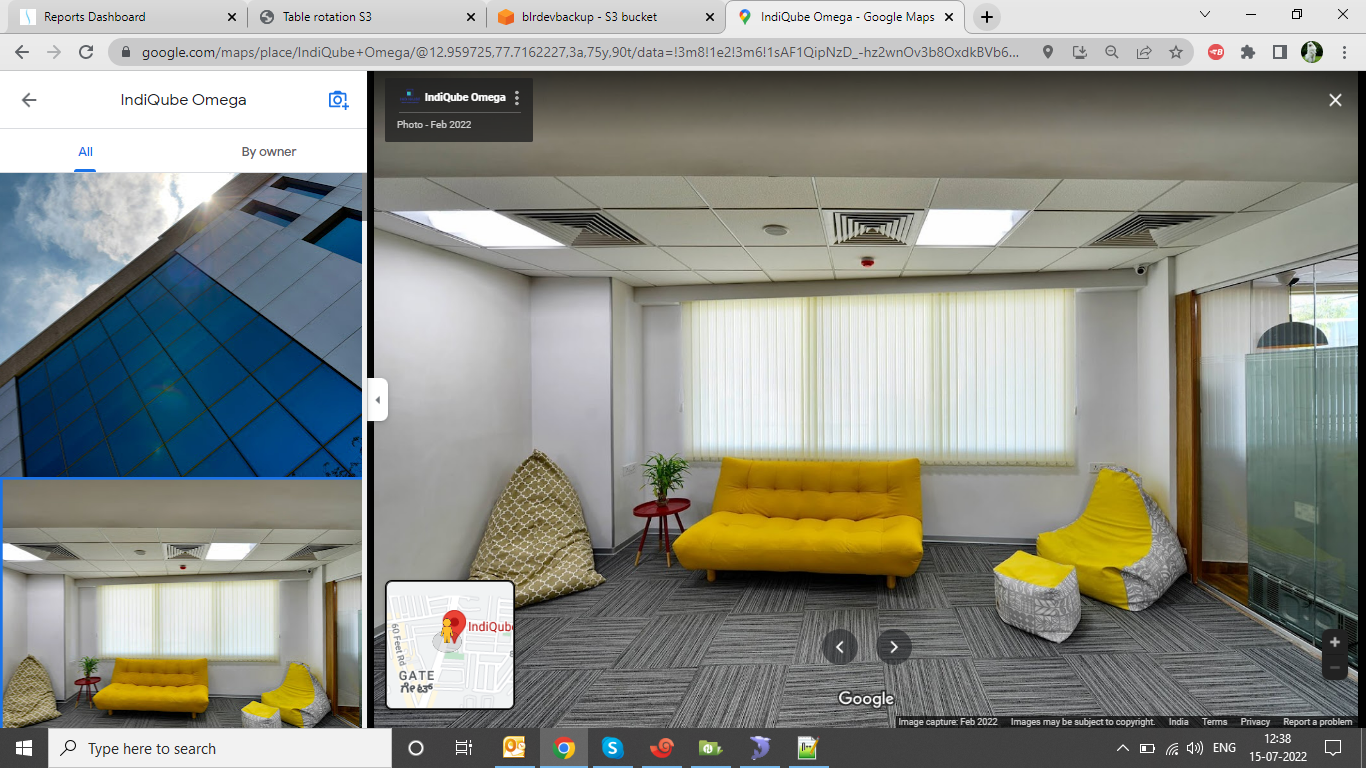 Reports Dashboard
Table rotation S3
blrdevbackup - S3 bucket
IndiQube Omega - Google Maps
google.com/maps/place/IndiQube+Omega/@12.959725,77.7162227,3a,75y,90t/data=!3m8!1e2!3m6!1sAF1QipNzD_-hz2wnOv3b8OxdkBVb6...
IndiQube Omega
All
By owner
IndiQube Omega
Photo - Feb 2022
60 Feet Rd
IndiQube
GATE
ಗೇಟ್
Google
Image capture: Feb 2022 Images may be subject to copyright. India Terms Privacy Report a problem
Type here to search
ENG
12:38
15-07-2022